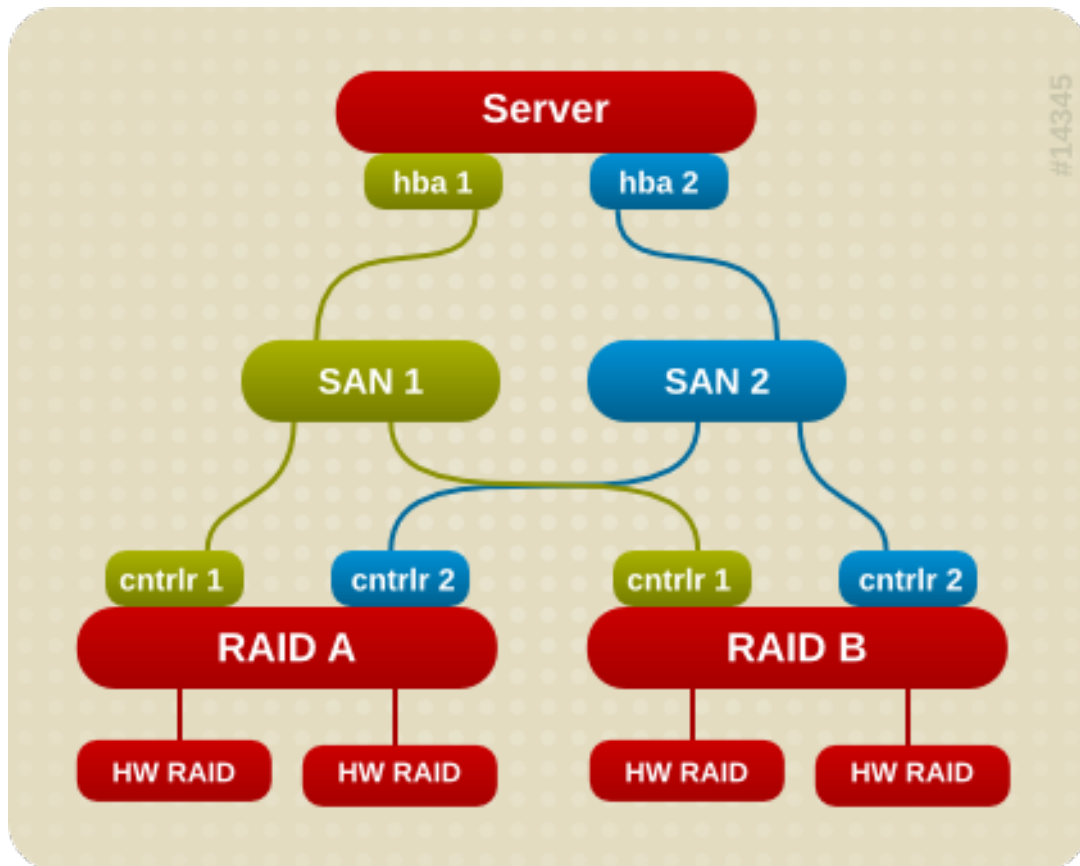 Server
#14345
hba 1
hba 2
SAN 1
SAN 2
cntrlr 1
cntrlr 2
cntrlr 1
cntrlr 2
RAID A
RAID B
HW RAID
HW RAID
HW RAID
HW RAID